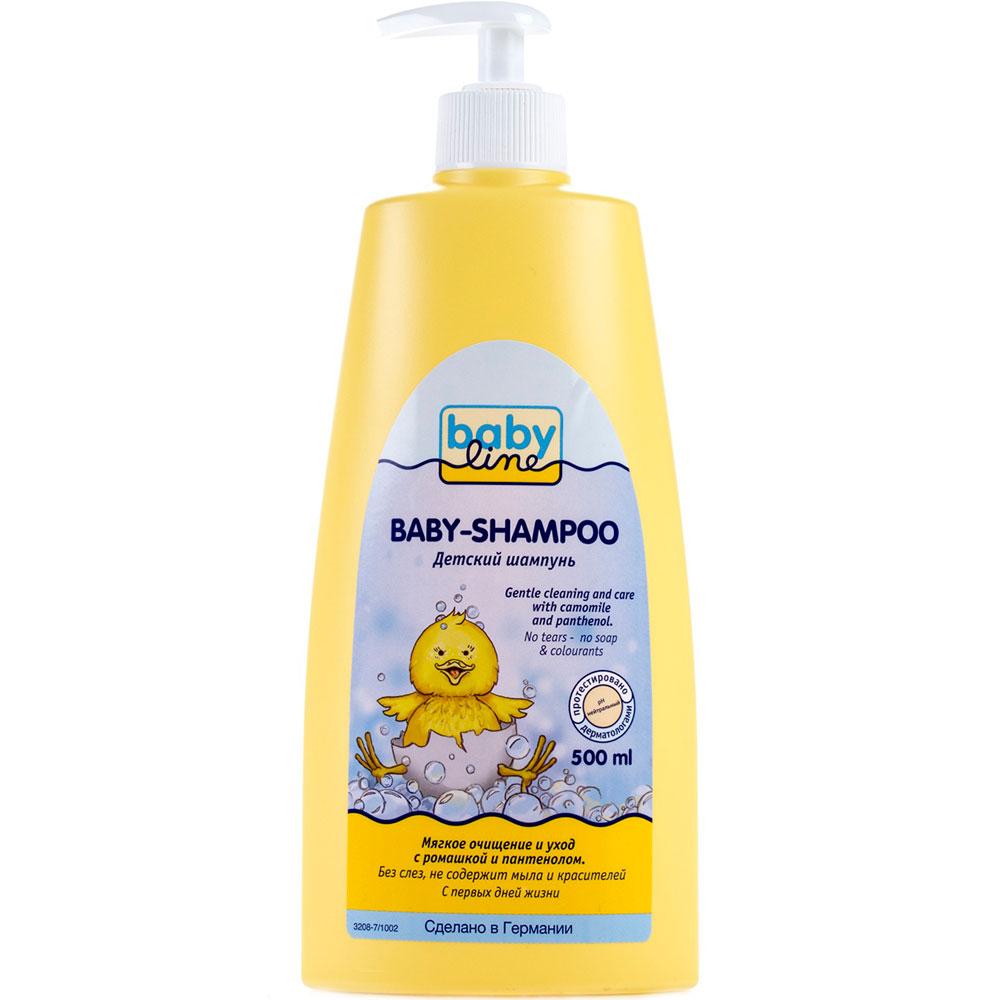 baby
line
BABY-SHAMPOO
Детский шампунь
Gentle cleaning and care
with camomile
and panthenol.
No tears - no soap
& colourants
протестировано
pH
нейтральный
дерматологами
500 ml
Мягкое очищение и уход
с ромашкой и пантенолом.
Без слез, не содержит мыла и красителей
С первых дней жизни
3208-7/1002 Сделано в Германии